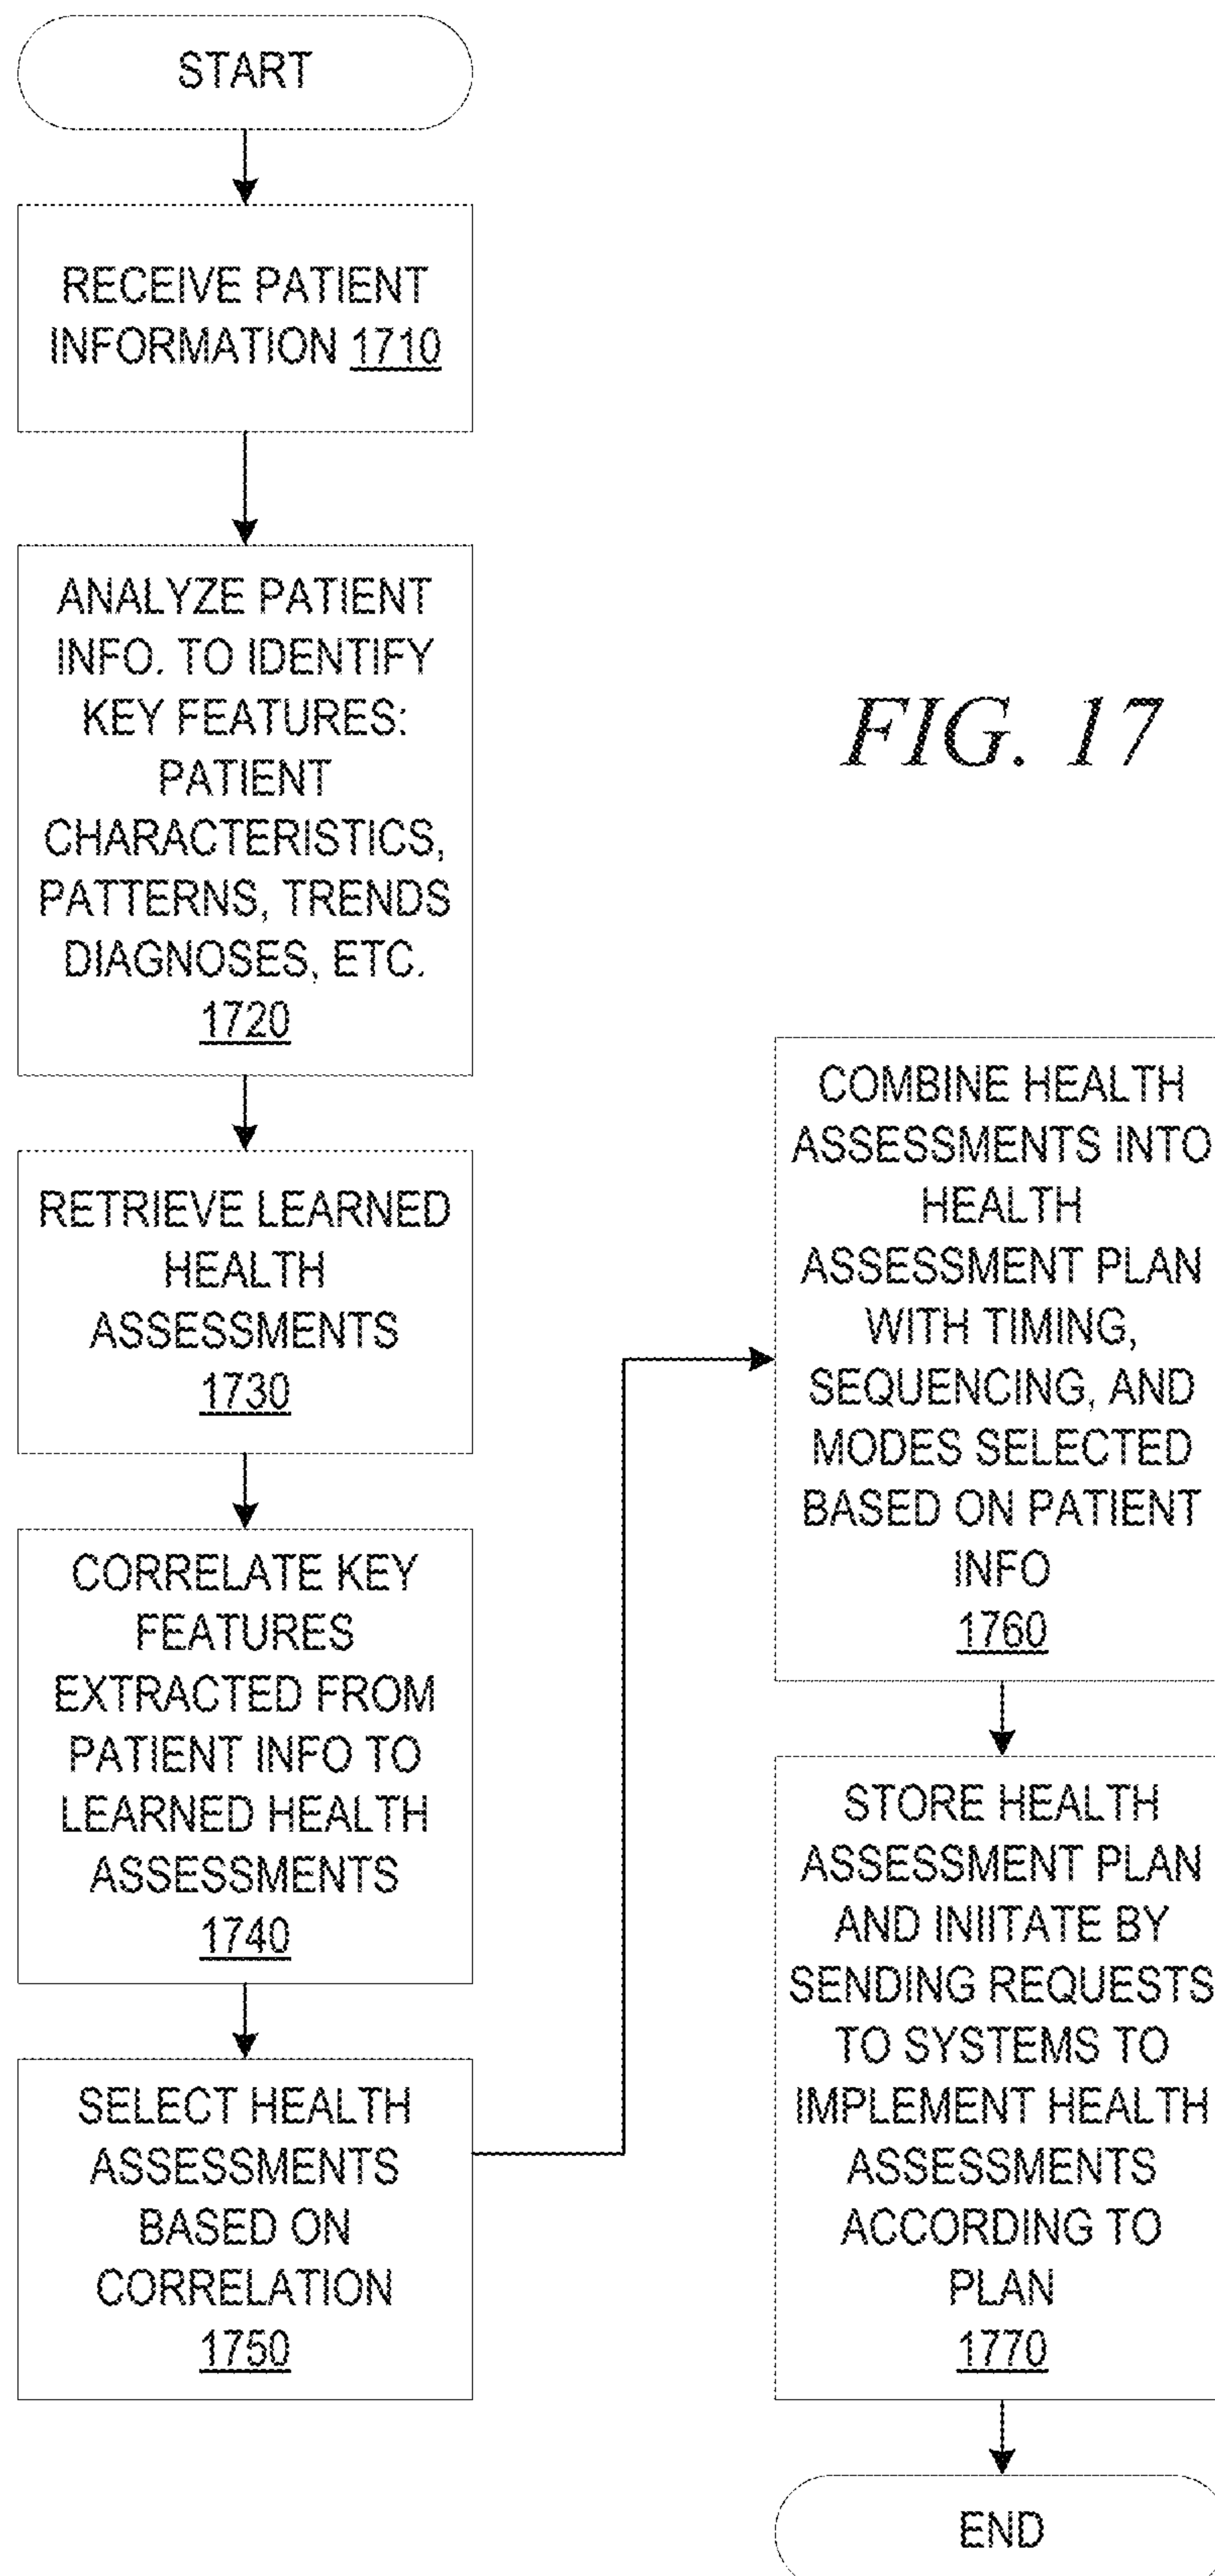 START
RECEIVE PATIENT
INFORMATION 1710
ANALYZE PATIENT
INFO. TO IDENTIFY
KEY FEATURES:
PATIENT
CHARACTERISTICS,
PATTERNS, TRENDS
DIAGNOSES, ETC.
1720
RETRIEVE LEARNED
HEALTH
ASSESSMENTS
1730
CORRELATE KEY
FEATURES
EXTRACTED FROM
PATIENT INFO TO
LEARNED HEALTH
ASSESSMENTS
1740
SELECT HEALTH
ASSESSMENTS
BASED ON
CORRELATION
1750
FIG. 17
COMBINE HEALTH
ASSESSMENTS INTO
HEALTH
ASSESSMENT PLAN
WITH TIMING,
SEQUENCING, AND
MODES SELECTED
BASED ON PATIENT
INFO
1760
STORE HEALTH
ASSESSMENT PLAN
AND INIITATE BY
SENDING REQUESTS
TO SYSTEMS TO
IMPLEMENT HEALTH
ASSESSMENTS
ACCORDING TO
PLAN
1770
END